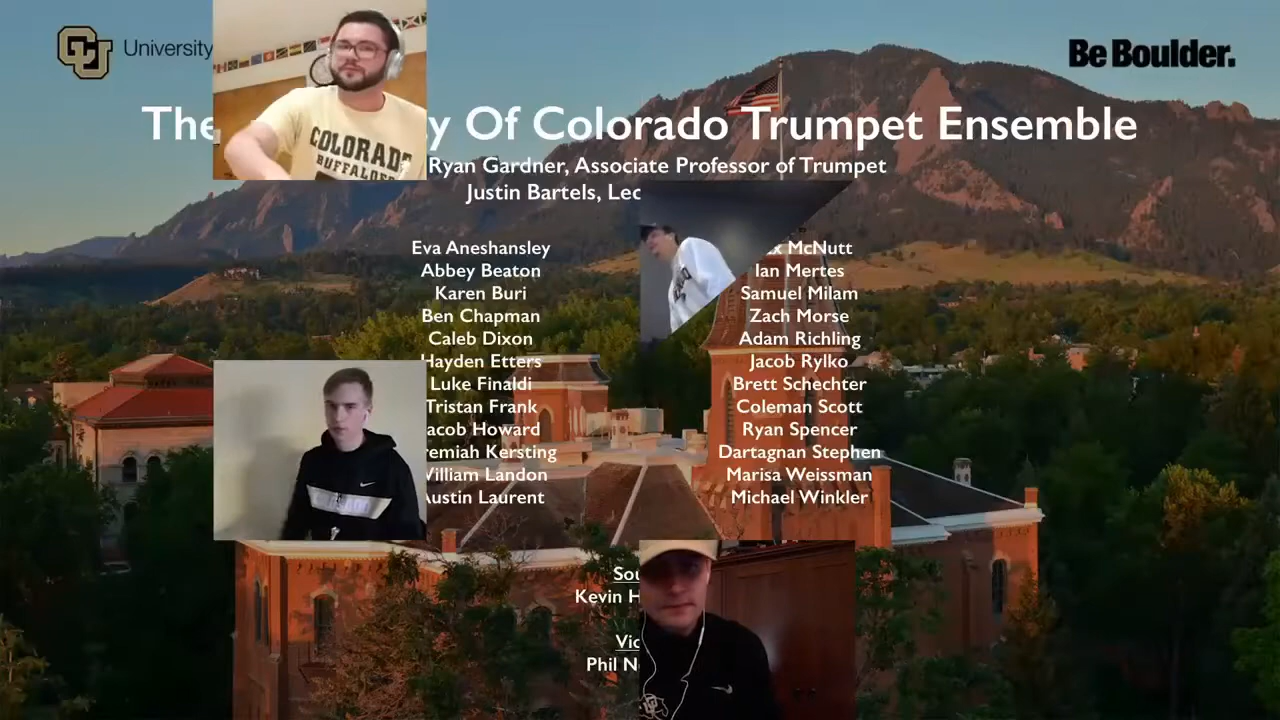 CU University
Be Boulder.
The y Of Colorado Trumpet Ensemble
Ryan Gardner, Associate Professor of Trumpet
Justin Bartels, Lec
COLORADO
BUFFALOES
Eva Aneshansley
Abbey Beaton
Karen Buri
Ben Chapman
Caleb Dixon
Hayden Etters
Luke Finaldi
Tristan Frank
acob Howard
remiah Kersting
William Landon
Austin Laurent
x McNutt
Ian Mertes
Samuel Milam
Zach Morse
Adam Richling
Jacob Rylko
Brett Schechter
Coleman Scott
Ryan Spencer
Dartagnan Stephen
Marisa Weissman
Michael Winkler
Sou
Kevin H
Vid
Phil N